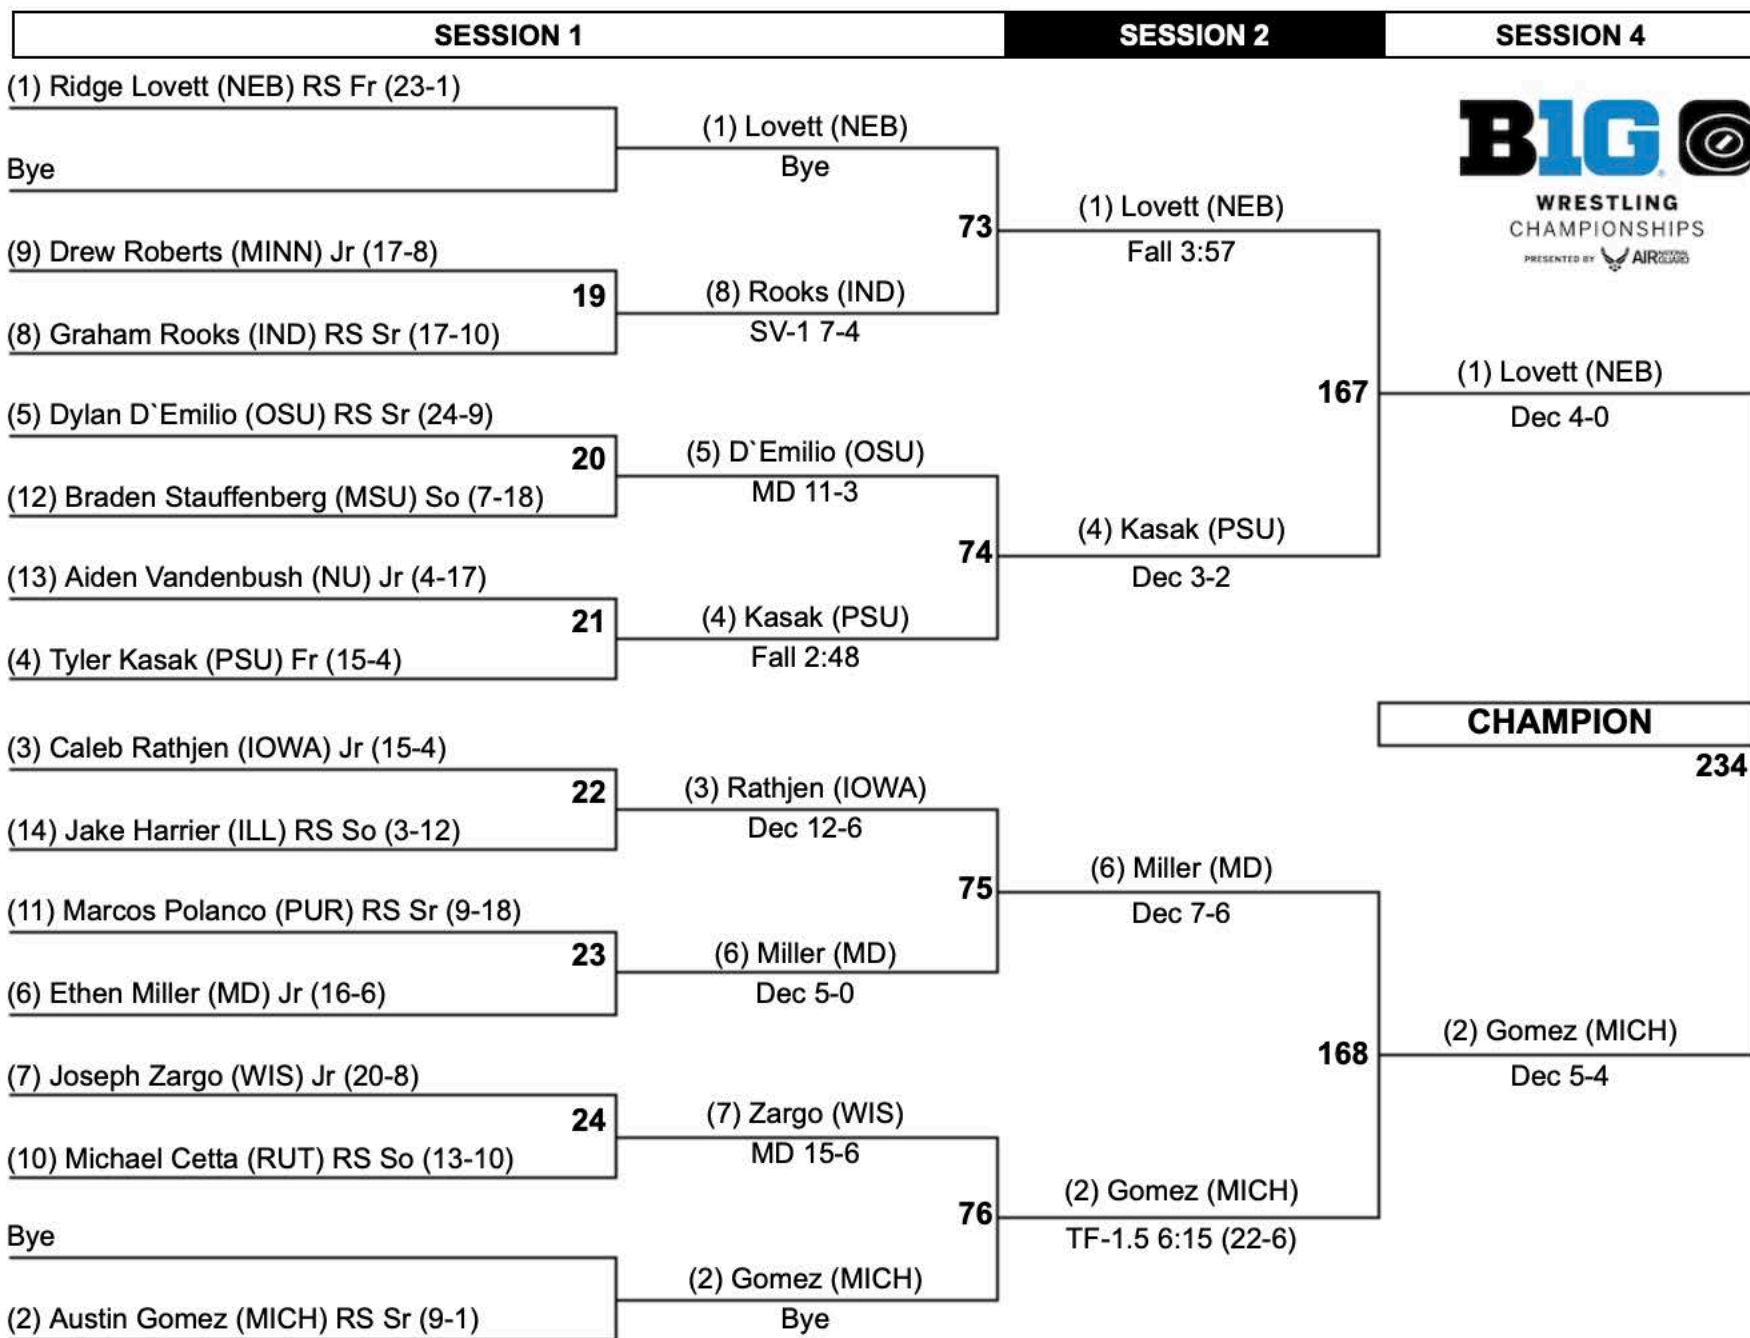 SESSION 1
SESSION 2
SESSION 4
(1) Ridge Lovett (NEB) RS Fr (23-1)
Bye
(9) Drew Roberts (MINN) Jr (17-8)
19
(8) Graham Rooks (IND) RS Sr (17-10)
(5) Dylan D`Emilio (OSU) RS Sr (24-9)
20
(12) Braden Stauffenberg (MSU) So (7-18)
(13) Aiden Vandenbush (NU) Jr (4-17)
21
(4) Tyler Kasak (PSU) Fr (15-4)
(3) Caleb Rathjen (IOWA) Jr (15-4)
22
(14) Jake Harrier (ILL) RS So (3-12)
(11) Marcos Polanco (PUR) RS Sr (9-18)
23
(6) Ethen Miller (MD) Jr (16-6)
(7) Joseph Zargo (WIS) Jr (20-8)
24
(10) Michael Cetta (RUT) RS So (13-10)
Bye
(2) Austin Gomez (MICH) RS Sr (9-1)
(1) Lovett (NEB)
Bye
73
(8) Rooks (IND)
SV-1 7-4
(5) D`Emilio (OSU)
MD 11-3
74
(4) Kasak (PSU)
Fall 2:48
(3) Rathjen (IOWA)
Dec 12-6
75
(6) Miller (MD)
Dec 5-0
(7) Zargo (WIS)
MD 15-6
76
(2) Gomez (MICH)
Bye
(1) Lovett (NEB)
Fall 3:57
167
(4) Kasak (PSU)
Dec 3-2
(6) Miller (MD)
Dec 7-6
168
(2) Gomez (MICH)
TF-1.5 6:15 (22-6)
B1G
WRESTLING
CHAMPIONSHIPS
PRESENTED BY AIR NATIONAL GUARD
(1) Lovett (NEB)
Dec 4-0
CHAMPION
234
(2) Gomez (MICH)
Dec 5-4